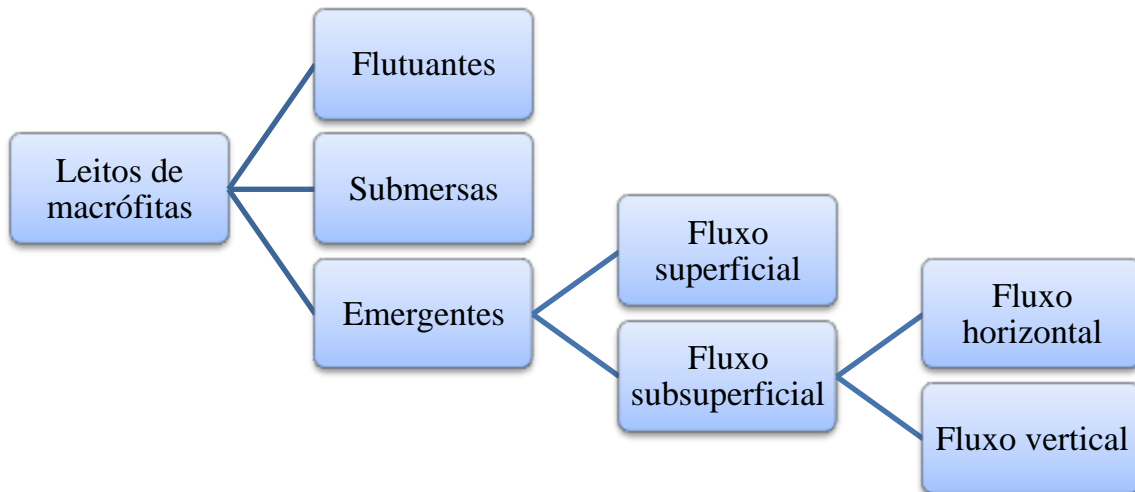 Leitos de
macrófitas
Flutuantes
Submersas
Emergentes
Fluxo
superficial
Fluxo
subsuperficial
Fluxo
horizontal
Fluxo vertical